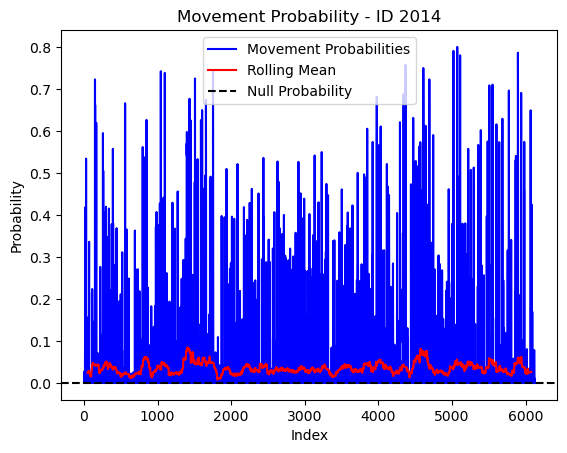 Movement Probability - ID 2014
Movement Probabilities
Rolling Mean
Null Probability
Probability
0.8
0.7
0.6
0.5
0.4
0.3
0.2
0.1
0.0
0
1000
2000
3000
4000
5000
6000
Index